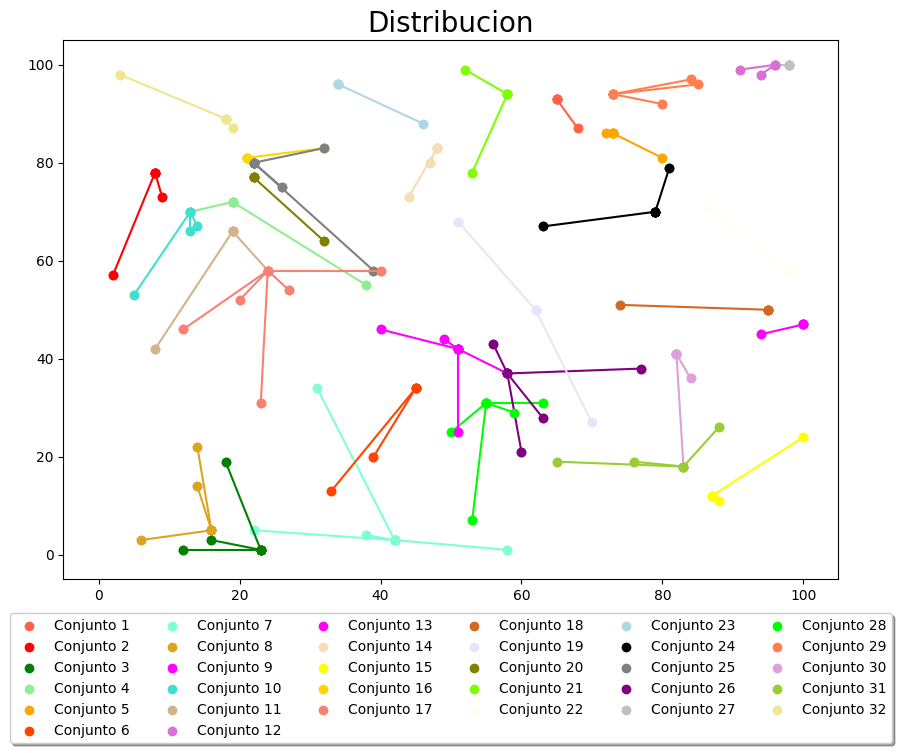 Distribucion
100
80
60
40
20
0
0 20 40 60 80 100
Conjunto 1 Conjunto 7 Conjunto 13 Conjunto 18 Conjunto 23 Conjunto 28
Conjunto 2 Conjunto 8 Conjunto 14 Conjunto 19 Conjunto 24 Conjunto 29
Conjunto 3 Conjunto 9 Conjunto 15 Conjunto 20 Conjunto 25 Conjunto 30
Conjunto 4 Conjunto 10 Conjunto 16 Conjunto 21 Conjunto 26 Conjunto 31
Conjunto 5 Conjunto 11 Conjunto 17 Conjunto 22 Conjunto 27 Conjunto 32
Conjunto 6 Conjunto 12